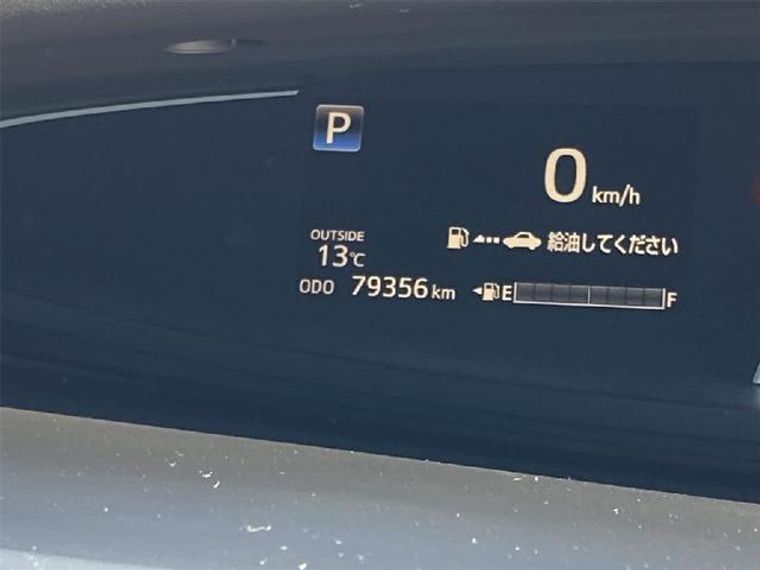 P
0 km/h
OUTSIDE
13℃
給油してください
ODO 79356 km
E F